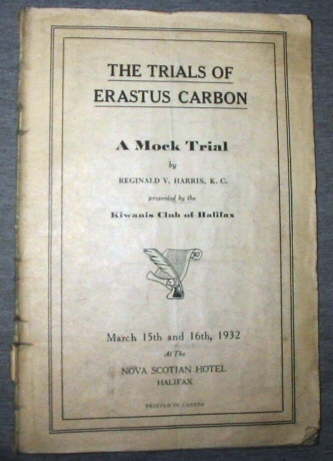 THE TRIALS OF
ERASTUS CARBON
A Mock Trial
by
REGINALD V. HARRIS, K. C.
presented by the
Kiwanis Club of Halifax
March 15th and 16th, 1932
At The
NOVA SCOTIAN HOTEL
HALIFAX
PRINTED IN CANADA